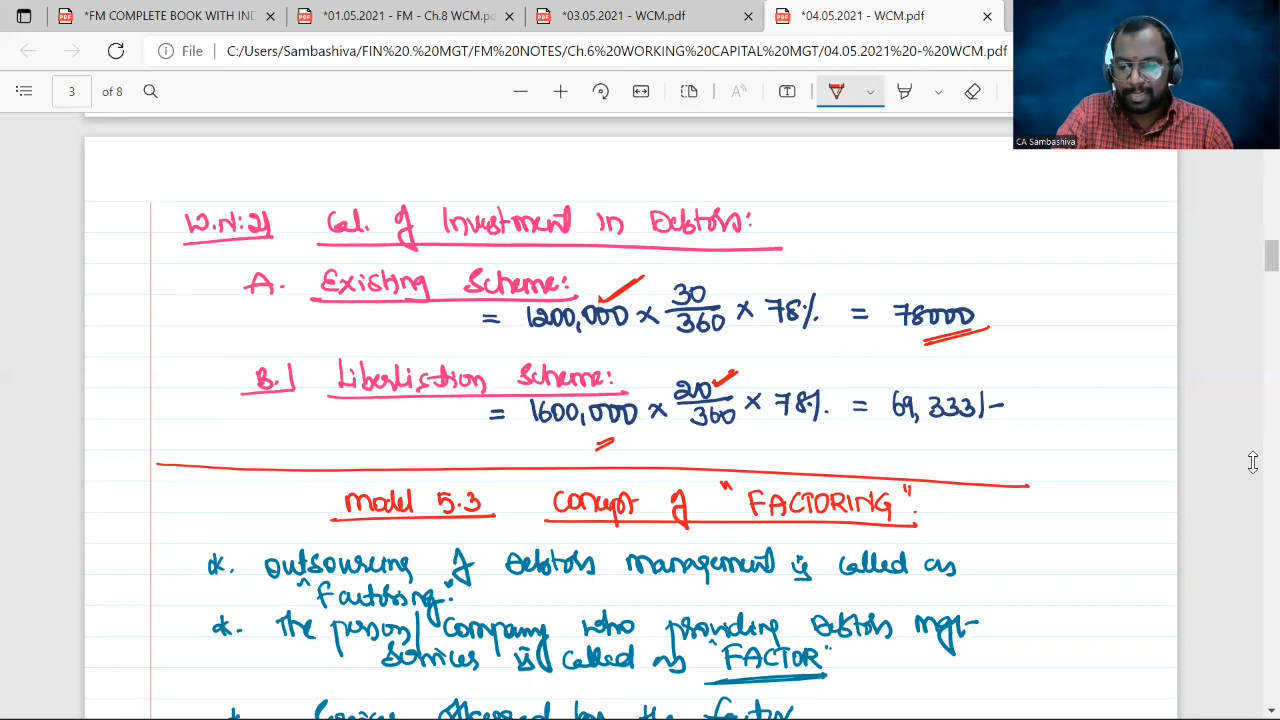 *FM COMPLETE BOOK WITH IND
*01.05.2021 - FM - Ch.8 WCM.pd
*03.05.2021 - WCM.pdf
*04.05.2021 - WCM.pdf
File C:/Users/Sambashiva/FIN%20.%20MGT/FM%20NOTES/Ch.6%20WORKING%20CAPITAL%20MGT/04.05.2021%20-%20WCM.pdf
3 of 8
CA Sambashiva
W.N:2) Cal. of Investment in Debtors:
A. Existing Scheme:
= 1200,000 × 30/360 × 78% = 78000
B. Liberlisction Scheme:
= 1600,000 × 20/360 × 78%. = 69,333/-
Model 5.3 Concept of "FACTORING".
*. Outsourcing of Debtors management is called as
"factoring".
*. The person/ company who providing Debtors mgt
Services is called as "FACTOR"